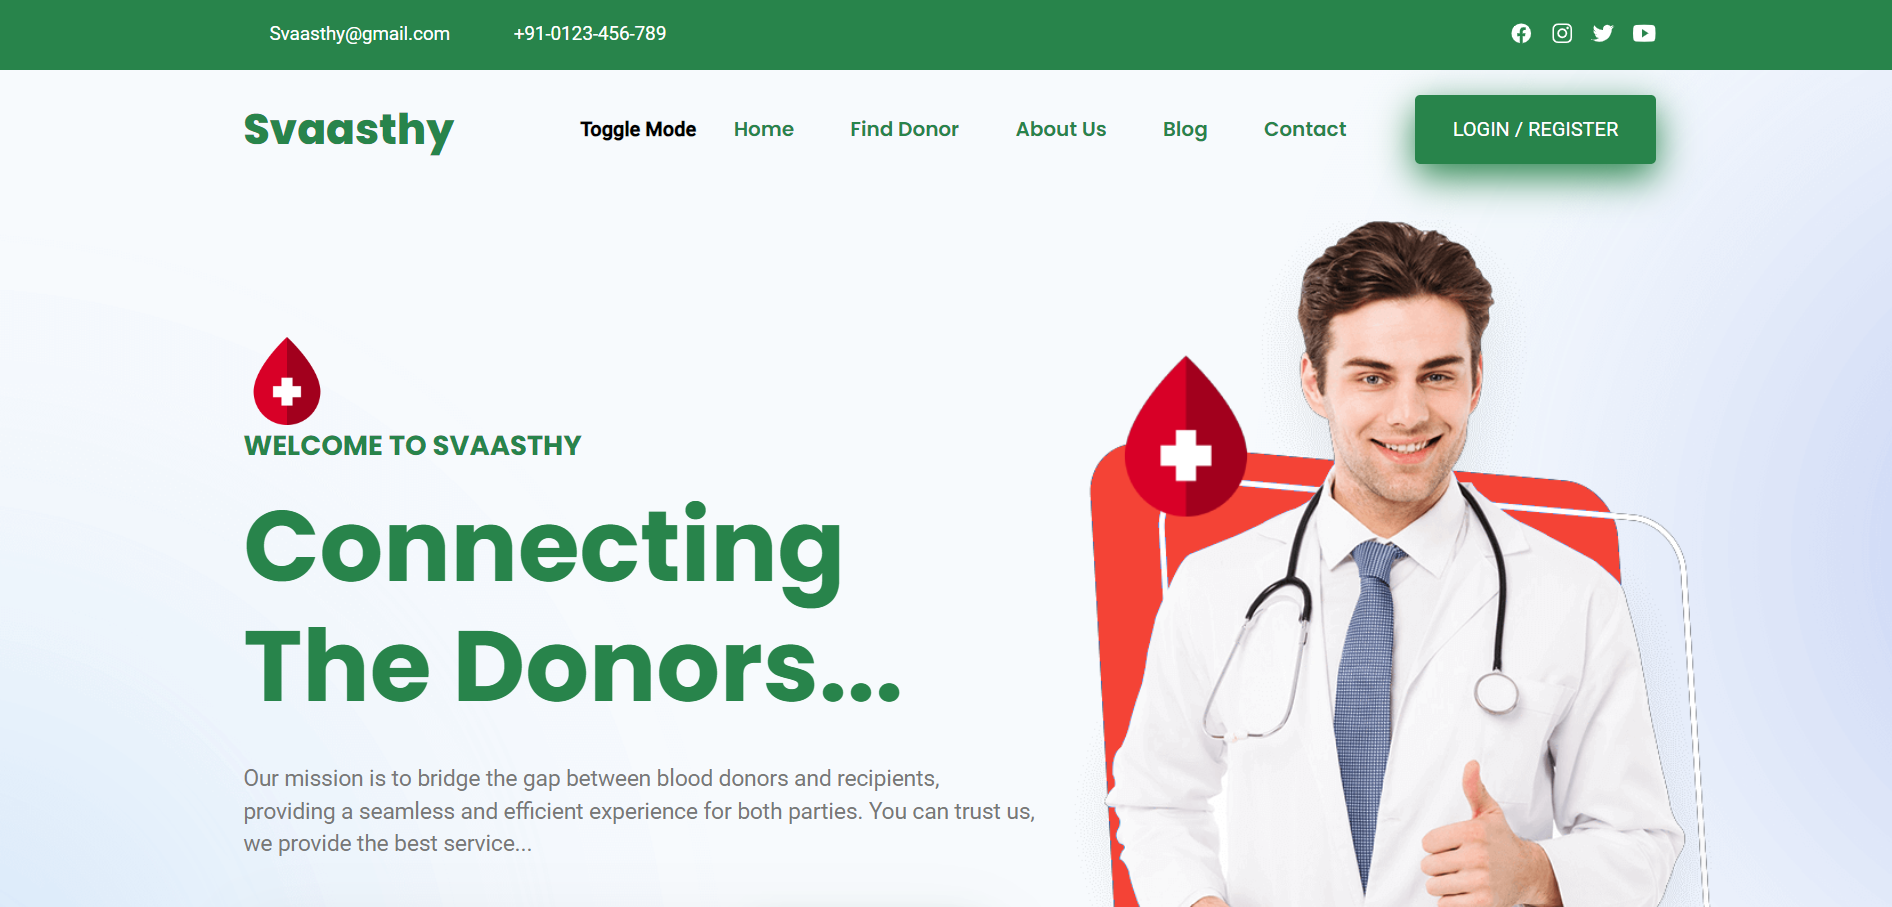 Svaasthy@gmail.com +91-0123-456-789
Svaasthy Toggle Mode Home Find Donor About Us Blog Contact LOGIN / REGISTER
WELCOME TO SVAASTHY
Connecting
The Donors...
Our mission is to bridge the gap between blood donors and recipients,
providing a seamless and efficient experience for both parties. You can trust us,
we provide the best service...